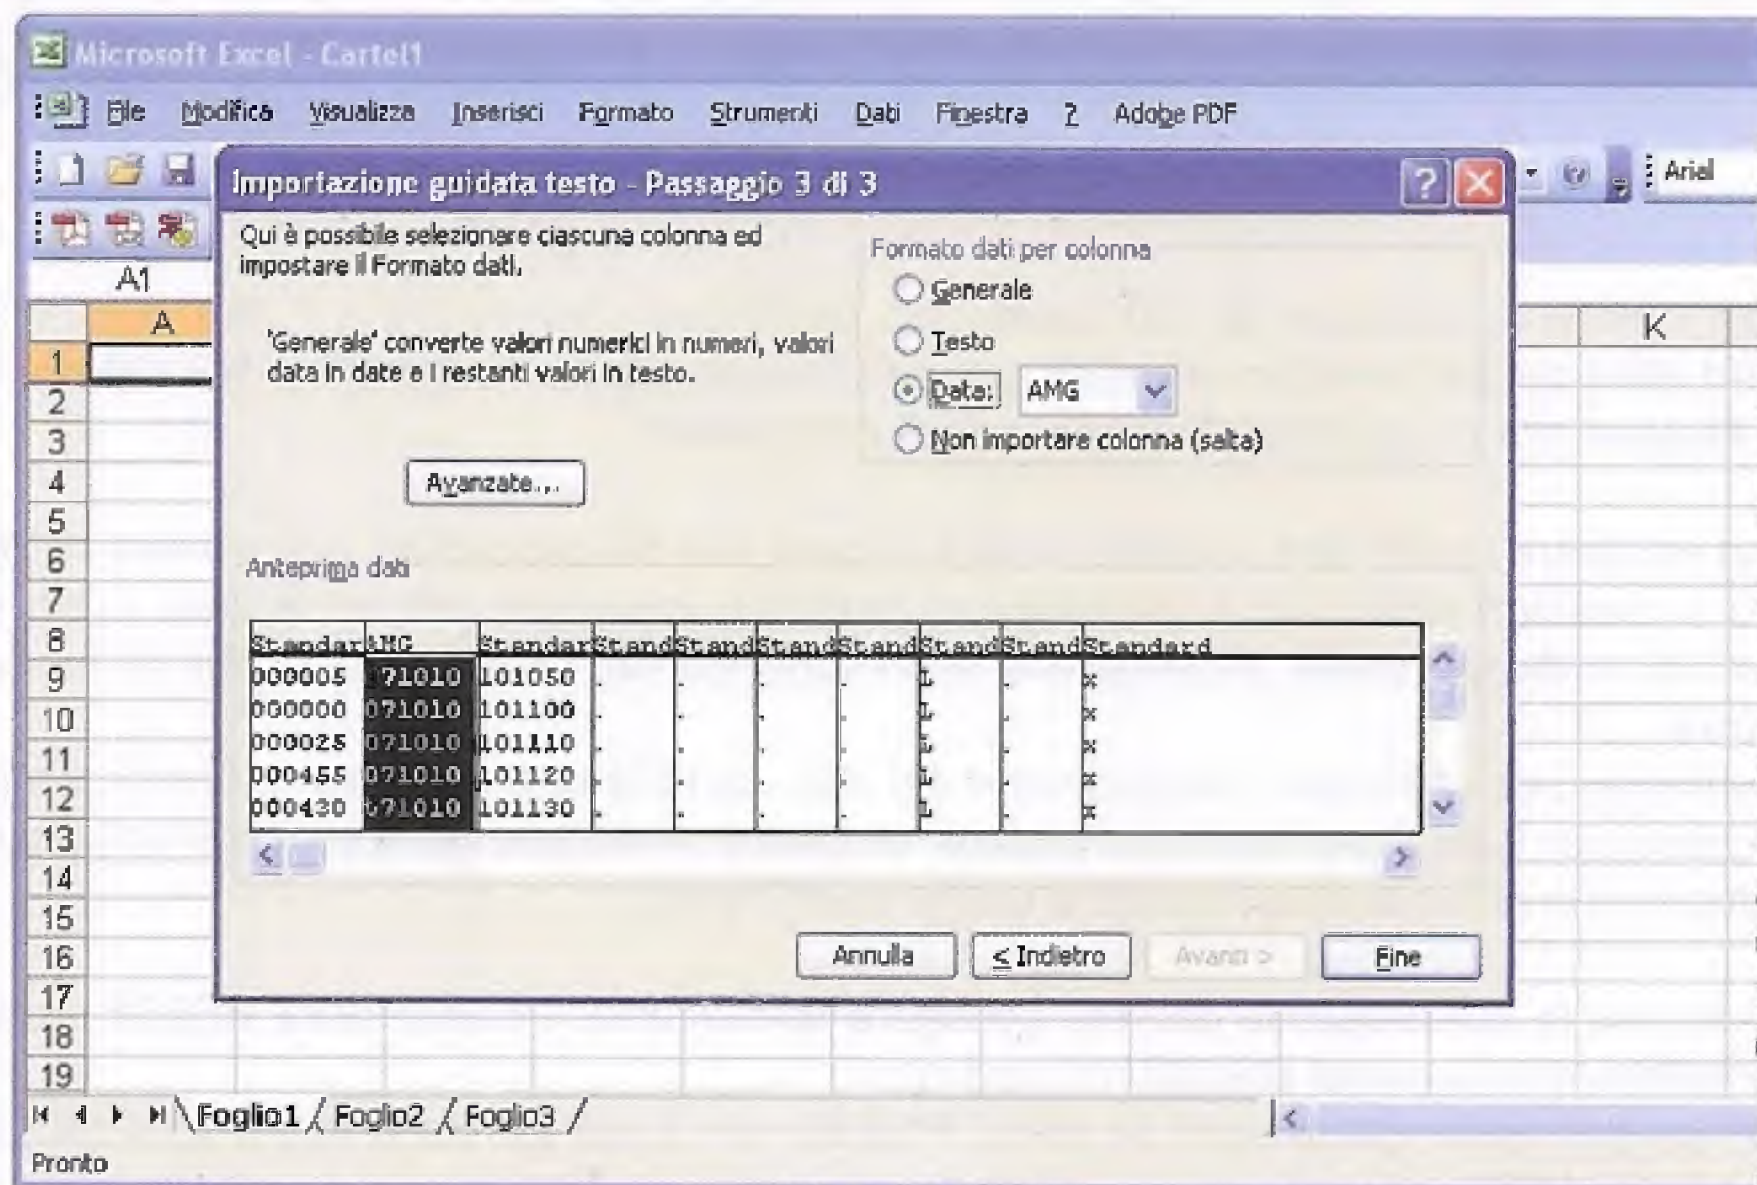 Microsoft Excel - Cartel1
File Modifica Visualizza Inserisci Formato Strumenti Dati Finestra ? Adobe PDF
Importazione guidata testo - Passaggio 3 di 3
Arial
Qui è possibile selezionare ciascuna colonna ed
impostare il Formato dati.
Formato dati per colonna
A1
Generale
A
K
'Generale' converte valori numerici in numeri, valori
data in date e i restanti valori in testo.
Testo
Data: AMG
Non importare colonna (salta)
Avanzate...
Anteprima dati
Standar AMG Standar Stand Stand Stand Stand Stand Stand Standard
000005 071010 101050 . . . . L . x
000000 071010 101100 . . . . L . x
000025 071010 101110 . . . . L . x
000455 071010 101120 . . . . L . x
000430 071010 101130 . . . . L . x
Annulla < Indietro Avanti > Fine
1
2
3
4
5
6
7
8
9
10
11
12
13
14
15
16
17
18
19
Foglio1 / Foglio2 / Foglio3 /
Pronto